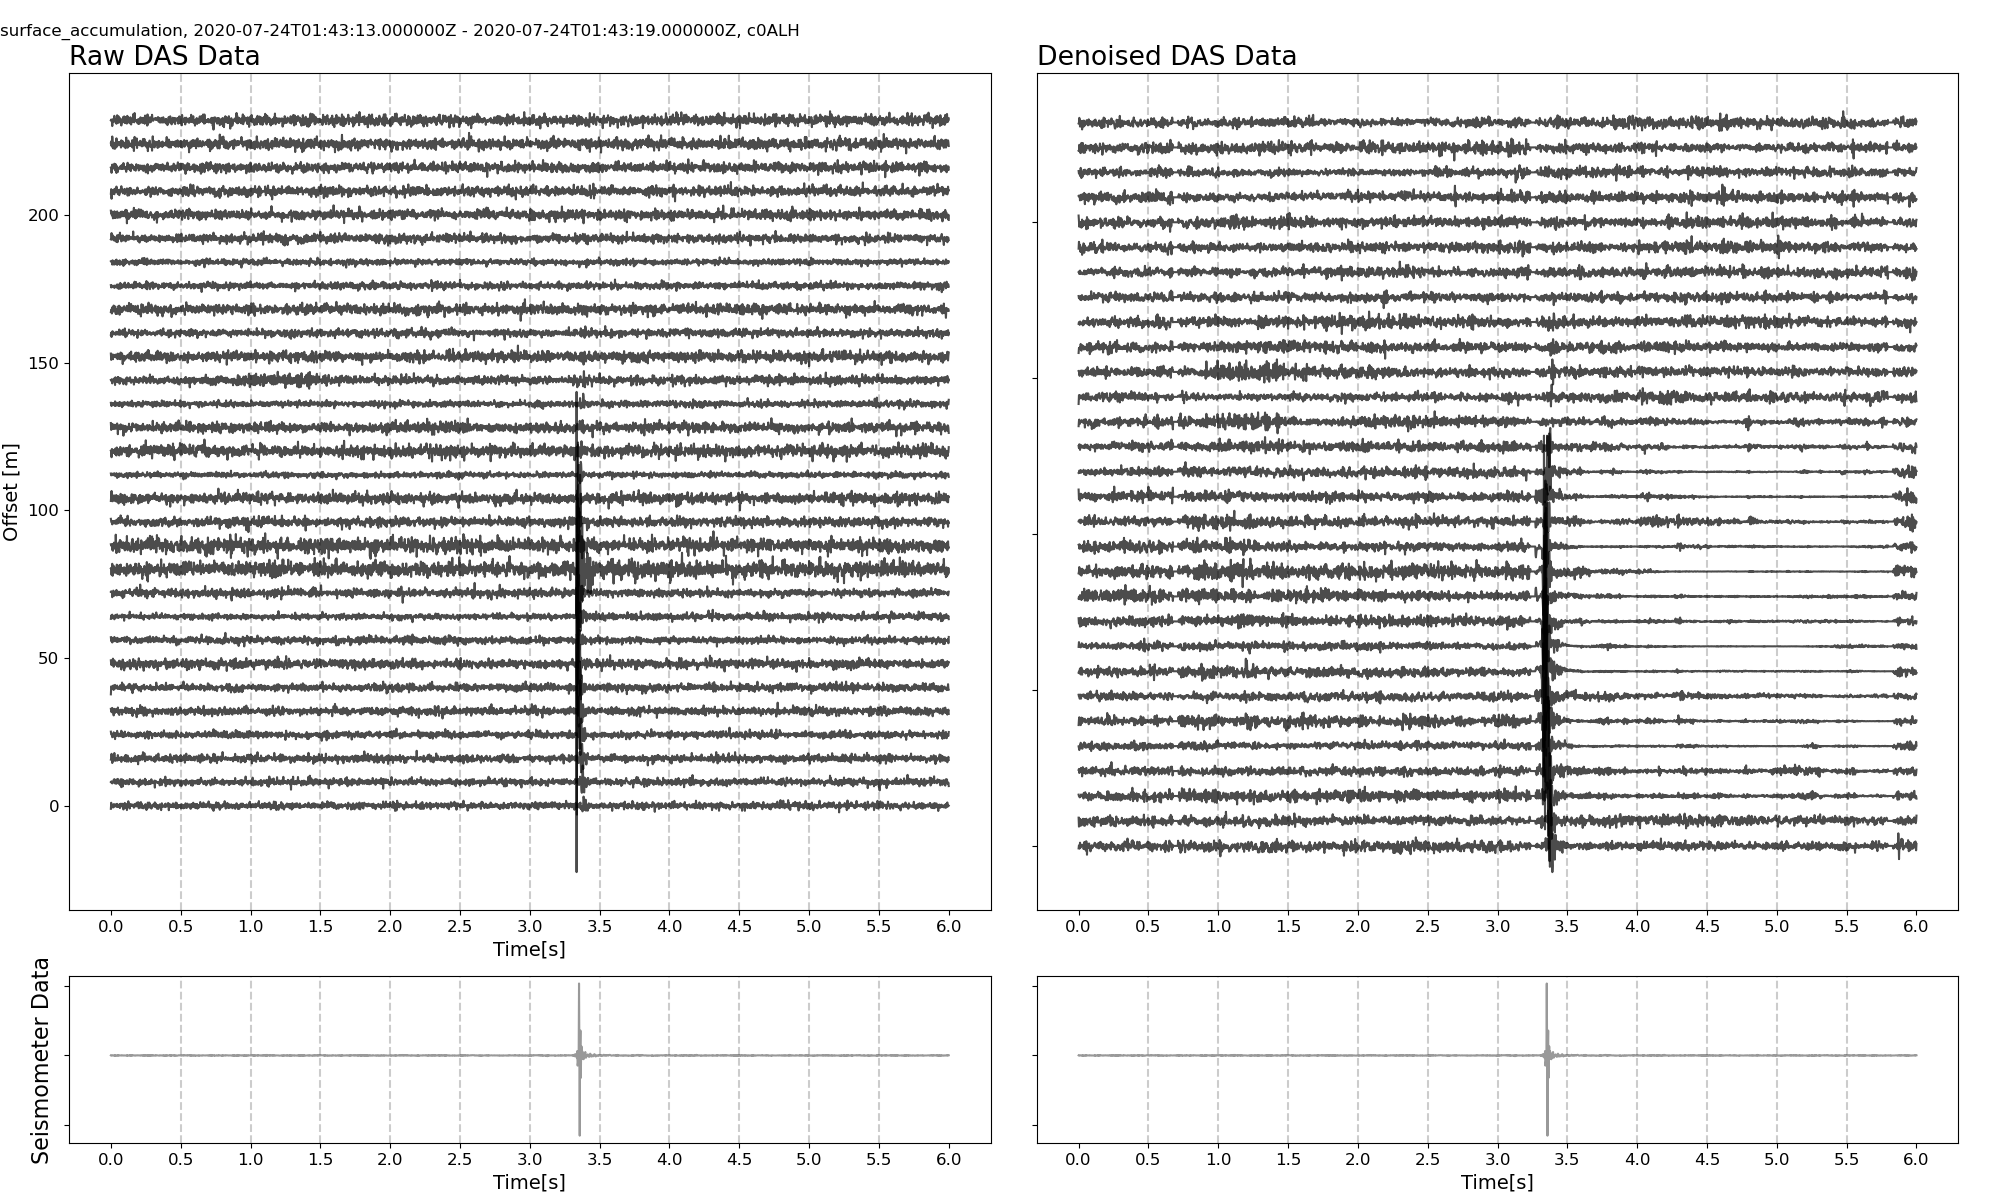 surface_accumulation, 2020-07-24T01:43:13.000000Z - 2020-07-24T01:43:19.000000Z, c0ALH
Raw DAS Data
Offset [m]
200
150
100
50
0
0.0 0.5 1.0 1.5 2.0 2.5 3.0 3.5 4.0 4.5 5.0 5.5 6.0
Time[s]
Denoised DAS Data
0.0 0.5 1.0 1.5 2.0 2.5 3.0 3.5 4.0 4.5 5.0 5.5 6.0
Seismometer Data
0.0 0.5 1.0 1.5 2.0 2.5 3.0 3.5 4.0 4.5 5.0 5.5 6.0
Time[s]
0.0 0.5 1.0 1.5 2.0 2.5 3.0 3.5 4.0 4.5 5.0 5.5 6.0
Time[s]